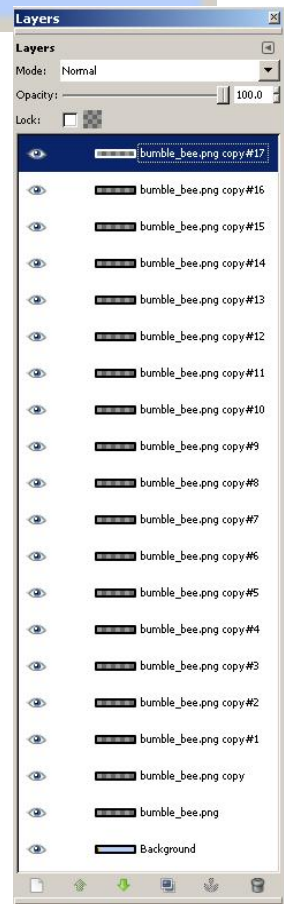 Layers
Layers
Mode: Normal
Opacity: 100.0
Lock:
bumble_bee.png copy#17
bumble_bee.png copy#16
bumble_bee.png copy#15
bumble_bee.png copy#14
bumble_bee.png copy#13
bumble_bee.png copy#12
bumble_bee.png copy#11
bumble_bee.png copy#10
bumble_bee.png copy#9
bumble_bee.png copy#8
bumble_bee.png copy#7
bumble_bee.png copy#6
bumble_bee.png copy#5
bumble_bee.png copy#4
bumble_bee.png copy#3
bumble_bee.png copy#2
bumble_bee.png copy#1
bumble_bee.png copy
bumble_bee.png
Background